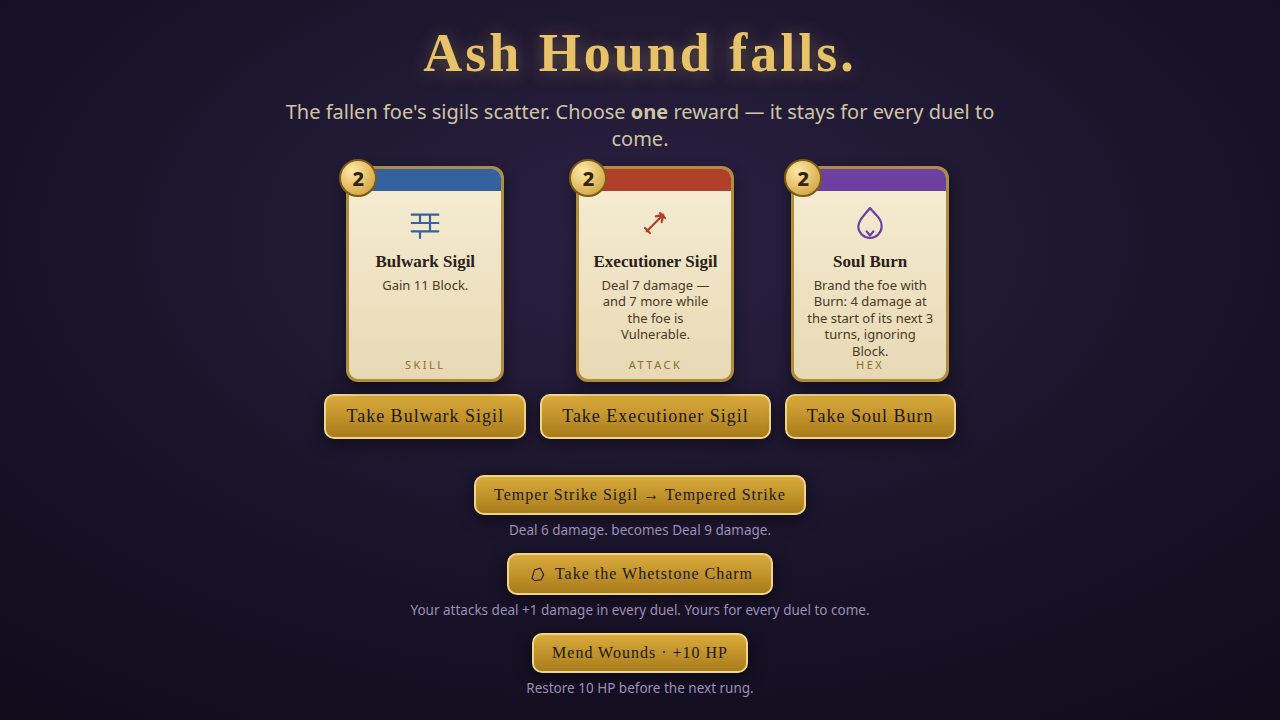 Ash Hound falls.
The fallen foe's sigils scatter. Choose one reward — it stays for every duel to
come.
2
Bulwark Sigil
Gain 11 Block.
SKILL
Take Bulwark Sigil
2
Executioner Sigil
Deal 7 damage —
and 7 more while
the foe is
Vulnerable.
ATTACK
Take Executioner Sigil
2
Soul Burn
Brand the foe with
Burn: 4 damage at
the start of its next 3
turns, ignoring
Block.
HEX
Take Soul Burn
Temper Strike Sigil → Tempered Strike
Deal 6 damage. becomes Deal 9 damage.
Take the Whetstone Charm
Your attacks deal +1 damage in every duel. Yours for every duel to come.
Mend Wounds · +10 HP
Restore 10 HP before the next rung.